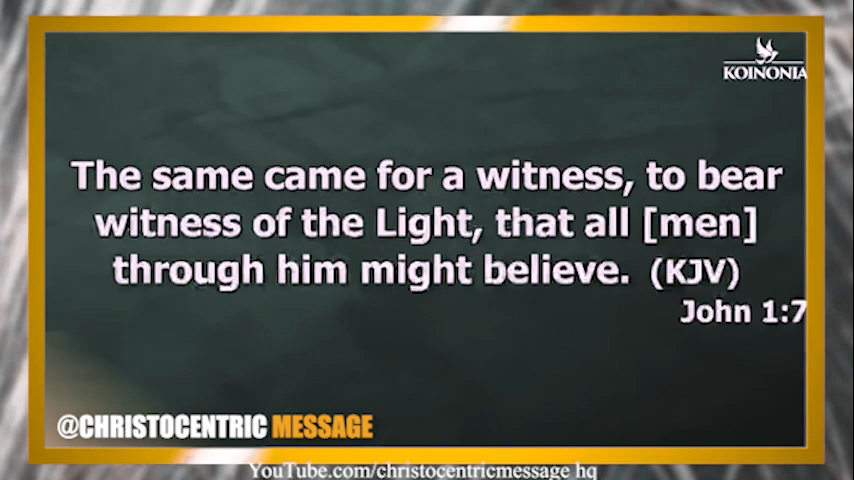 KOINONIA
The same came for a witness, to bear
witness of the Light, that all [men]
through him might believe. (KJV)
John 1:7
@CHRISTOCENTRIC MESSAGE
YouTube.com/christocentricmessage hq